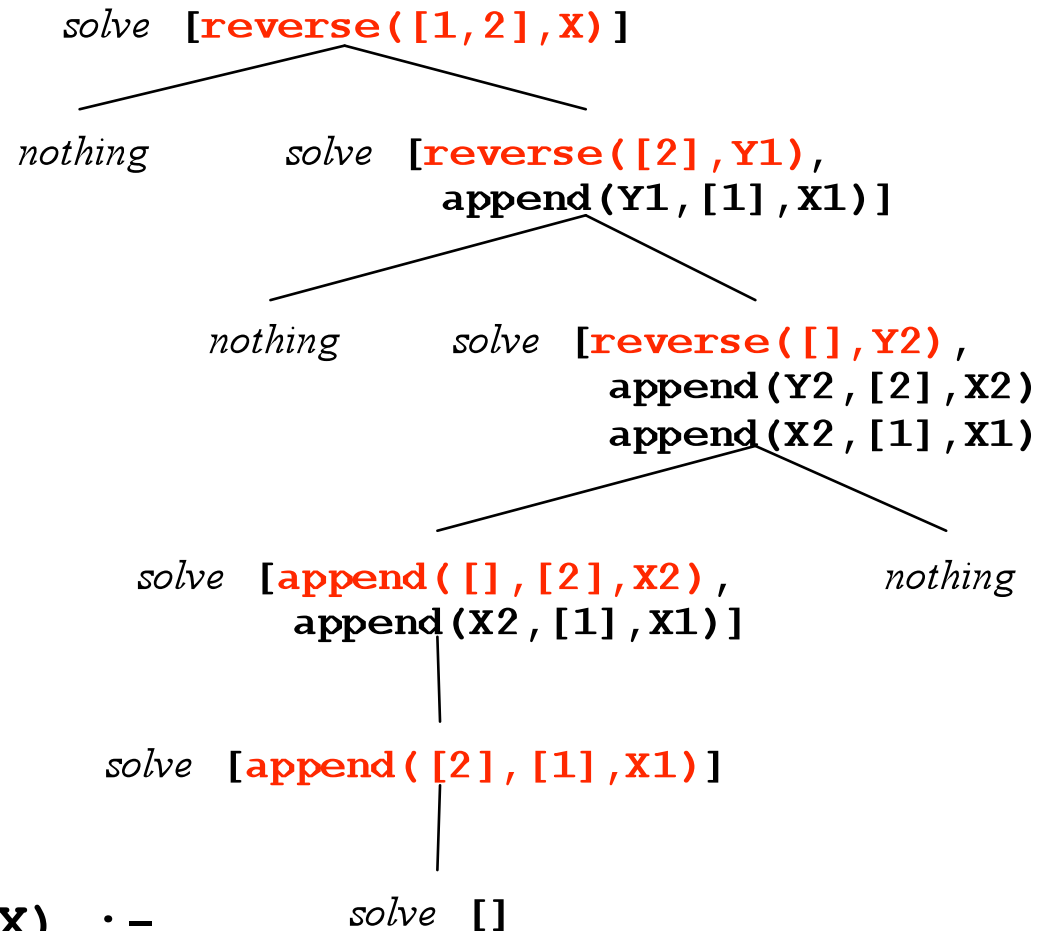 solve [reverse([1,2],X)]
nothing solve [reverse([2],Y1),
append(Y1,[1],X1)]
nothing solve [reverse([],Y2),
append(Y2,[2],X2)
append(X2,[1],X1)
solve [append([],[2],X2), nothing
append(X2,[1],X1)]
solve [append([2],[1],X1)]
X) :- solve []